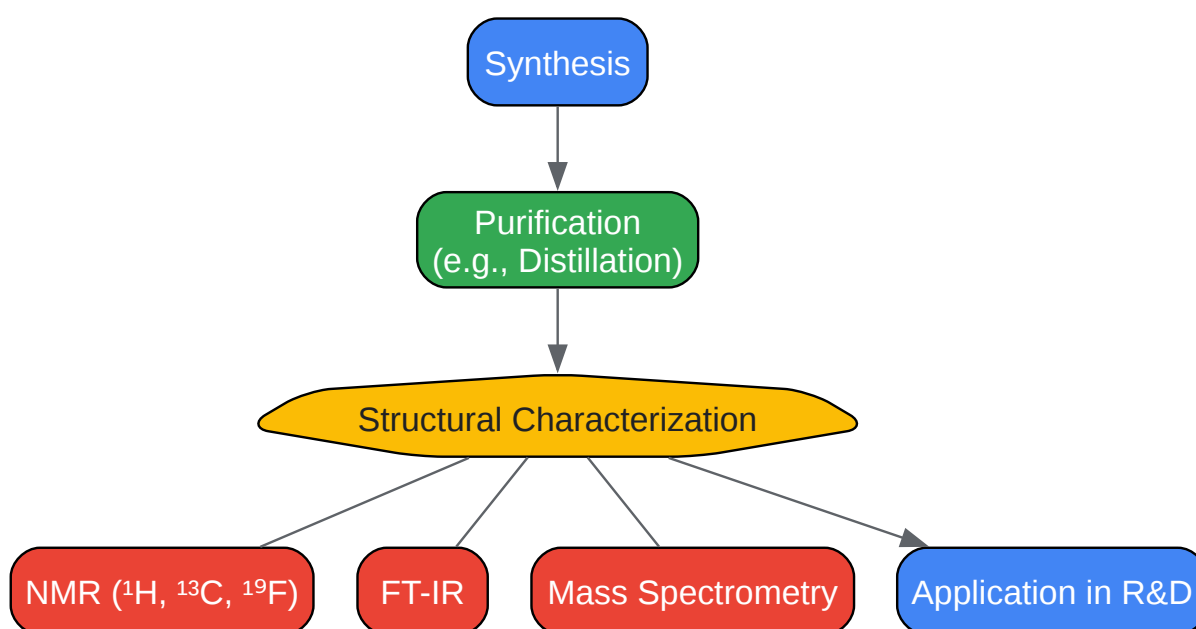 Synthesis
Purification
(e.g., Distillation)
Structural Characterization
NMR (¹H, ¹³C, ¹⁹F)
FT-IR
Mass Spectrometry
Application in R&D